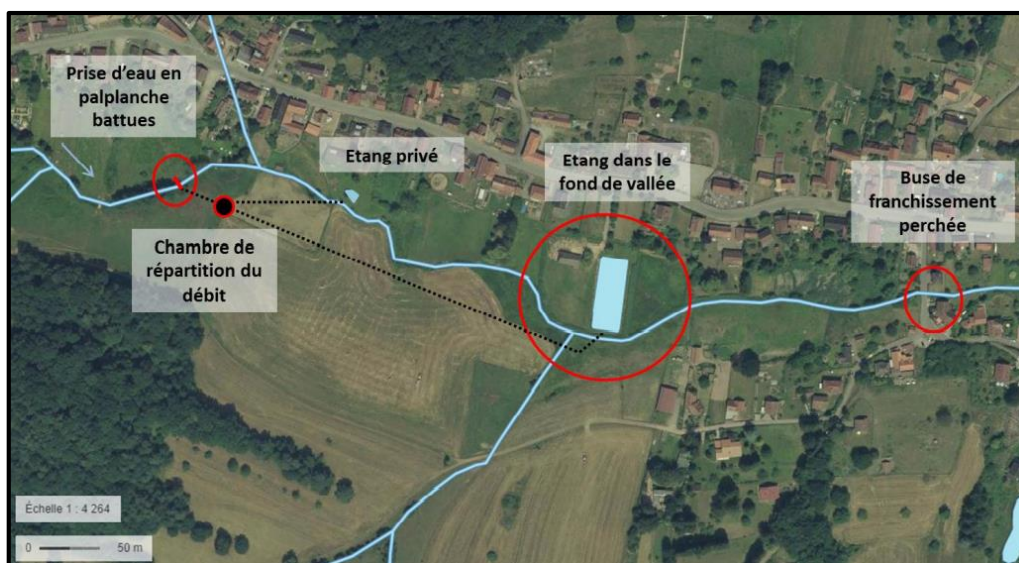 Prise d'eau en
palplanche
battues
Etang privé
Etang dans le
fond de vallée
Buse de
franchissement
perchée
Chambre de
répartition du
débit
Échelle 1 : 4 264
0 50 m